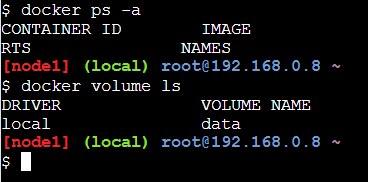 $ docker ps -a
CONTAINER ID        IMAGE
RTS                 NAMES
[node1] (local) root@192.168.0.8 ~
$ docker volume ls
DRIVER              VOLUME NAME
local               data
[node1] (local) root@192.168.0.8 ~
$